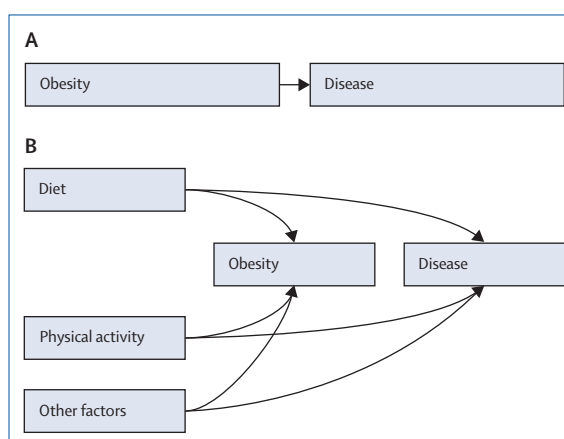 A
Obesity
Disease
B
Diet
Obesity
Disease
Physical activity
Other factors